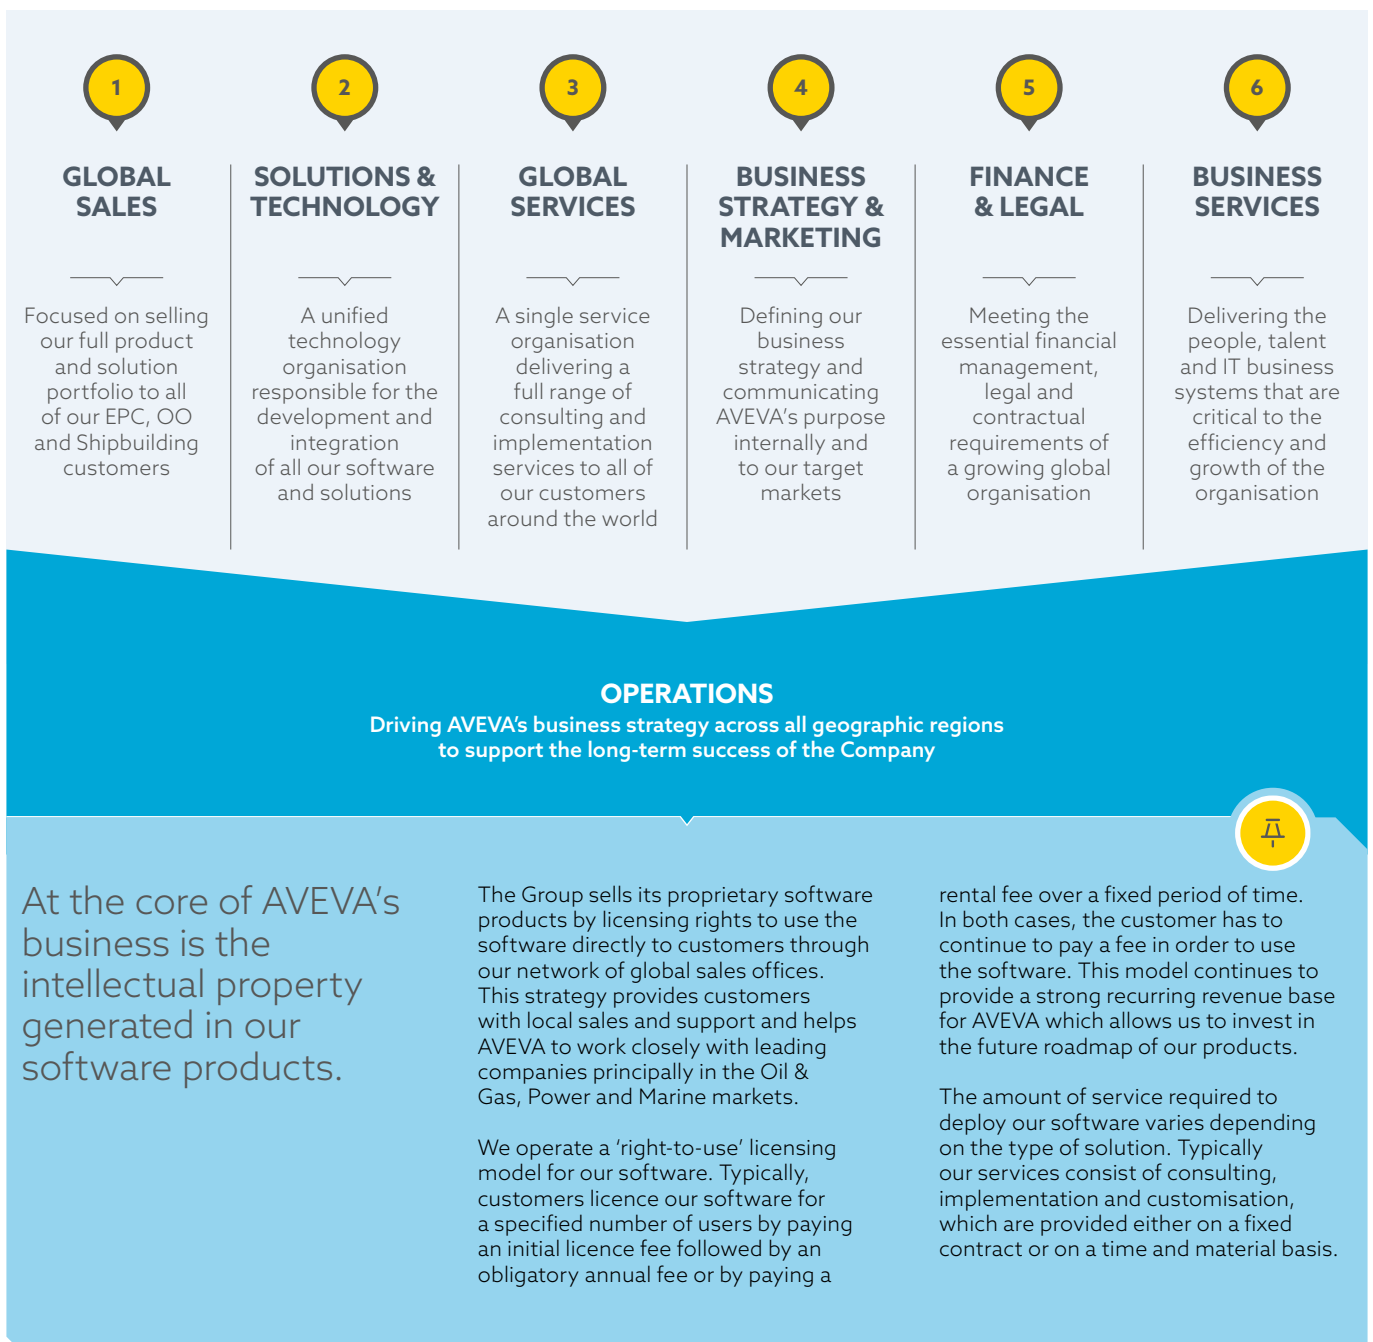 1
GLOBAL
SALES
Focused on selling
our full product
and solution
portfolio to all
of our EPC, OO
and Shipbuilding
customers
2
SOLUTIONS &
TECHNOLOGY
A unified
technology
organisation
responsible for the
development and
integration
of all our software
and solutions
3
GLOBAL
SERVICES
A single service
organisation
delivering a
full range of
consulting and
implementation
services to all of
our customers
around the world
4
BUSINESS
STRATEGY &
MARKETING
Defining our
business
strategy and
communicating
AVEVA's purpose
internally and
to our target
markets
5
FINANCE
& LEGAL
Meeting the
essential financial
management,
legal and
contractual
requirements of
a growing global
organisation
6
BUSINESS
SERVICES
Delivering the
people, talent
and IT business
systems that are
critical to the
efficiency and
growth of the
organisation
OPERATIONS
Driving AVEVA's business strategy across all geographic regions
to support the long-term success of the Company
At the core of AVEVA's
business is the
intellectual property
generated in our
software products.
The Group sells its proprietary software
products by licensing rights to use the
software directly to customers through
our network of global sales offices.
This strategy provides customers
with local sales and support and helps
AVEVA to work closely with leading
companies principally in the Oil &
Gas, Power and Marine markets.
We operate a 'right-to-use' licensing
model for our software. Typically,
customers licence our software for
a specified number of users by paying
an initial licence fee followed by an
obligatory annual fee or by paying a
rental fee over a fixed period of time.
In both cases, the customer has to
continue to pay a fee in order to use
the software. This model continues to
provide a strong recurring revenue base
for AVEVA which allows us to invest in
the future roadmap of our products.
The amount of service required to
deploy our software varies depending
on the type of solution. Typically
our services consist of consulting,
implementation and customisation,
which are provided either on a fixed
contract or on a time and material basis.